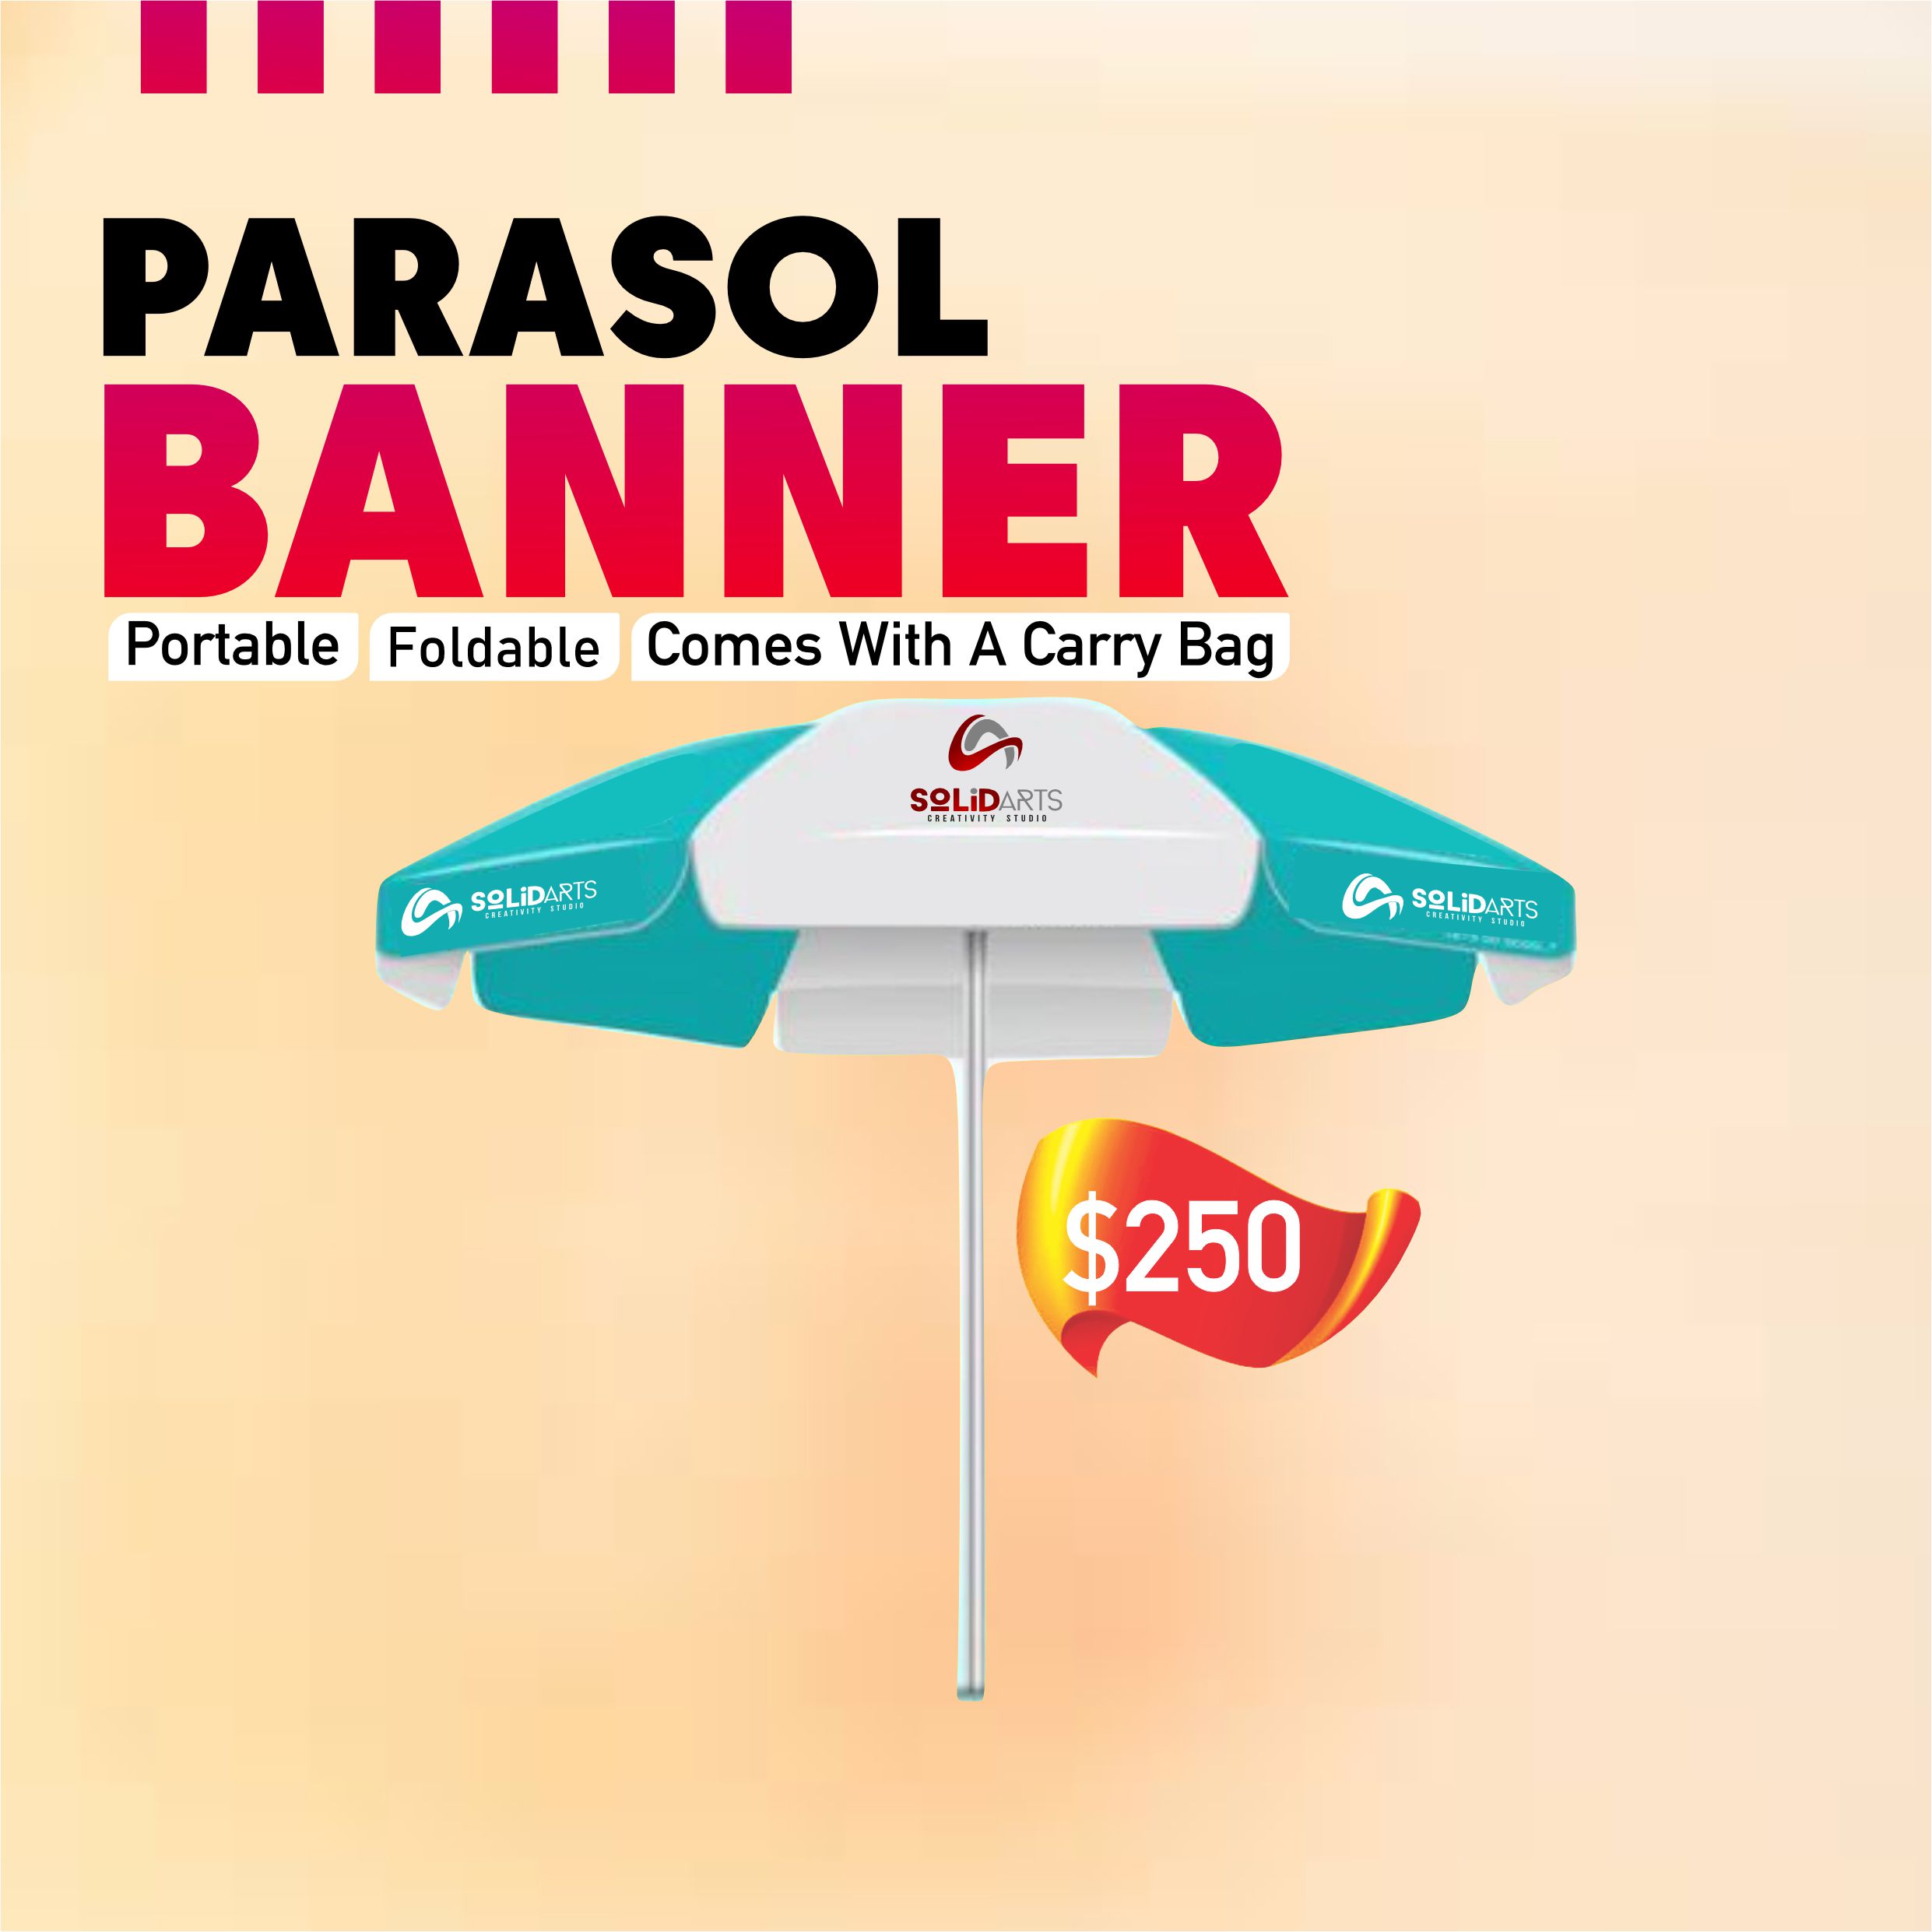 PARASOL
BANNER
Portable Foldable Comes With A Carry Bag
SOLiDARTS
CREATIVITY STUDIO
SOLiDARTS
CREATIVITY STUDIO
SOLiDARTS
CREATIVITY STUDIO
$250